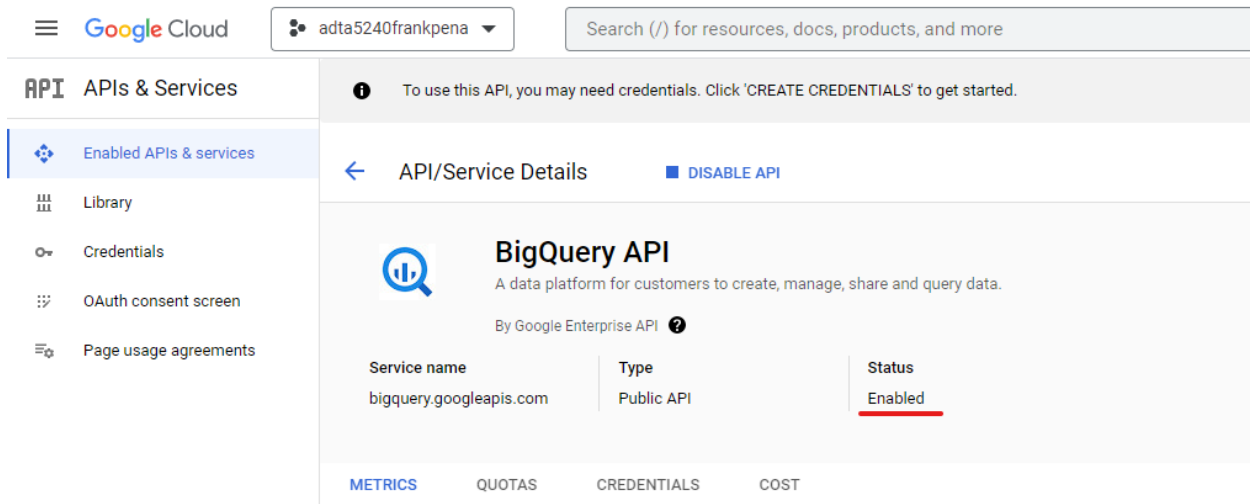 Google Cloud
adta5240frankpena
Search (/) for resources, docs, products, and more
API APIs & Services
To use this API, you may need credentials. Click 'CREATE CREDENTIALS' to get started.
Enabled APIs & services
Library
Credentials
OAuth consent screen
Page usage agreements
API/Service Details
DISABLE API
BigQuery API
A data platform for customers to create, manage, share and query data.
By Google Enterprise API ?
Service name Type Status
bigquery.googleapis.com Public API Enabled
METRICS QUOTAS CREDENTIALS COST